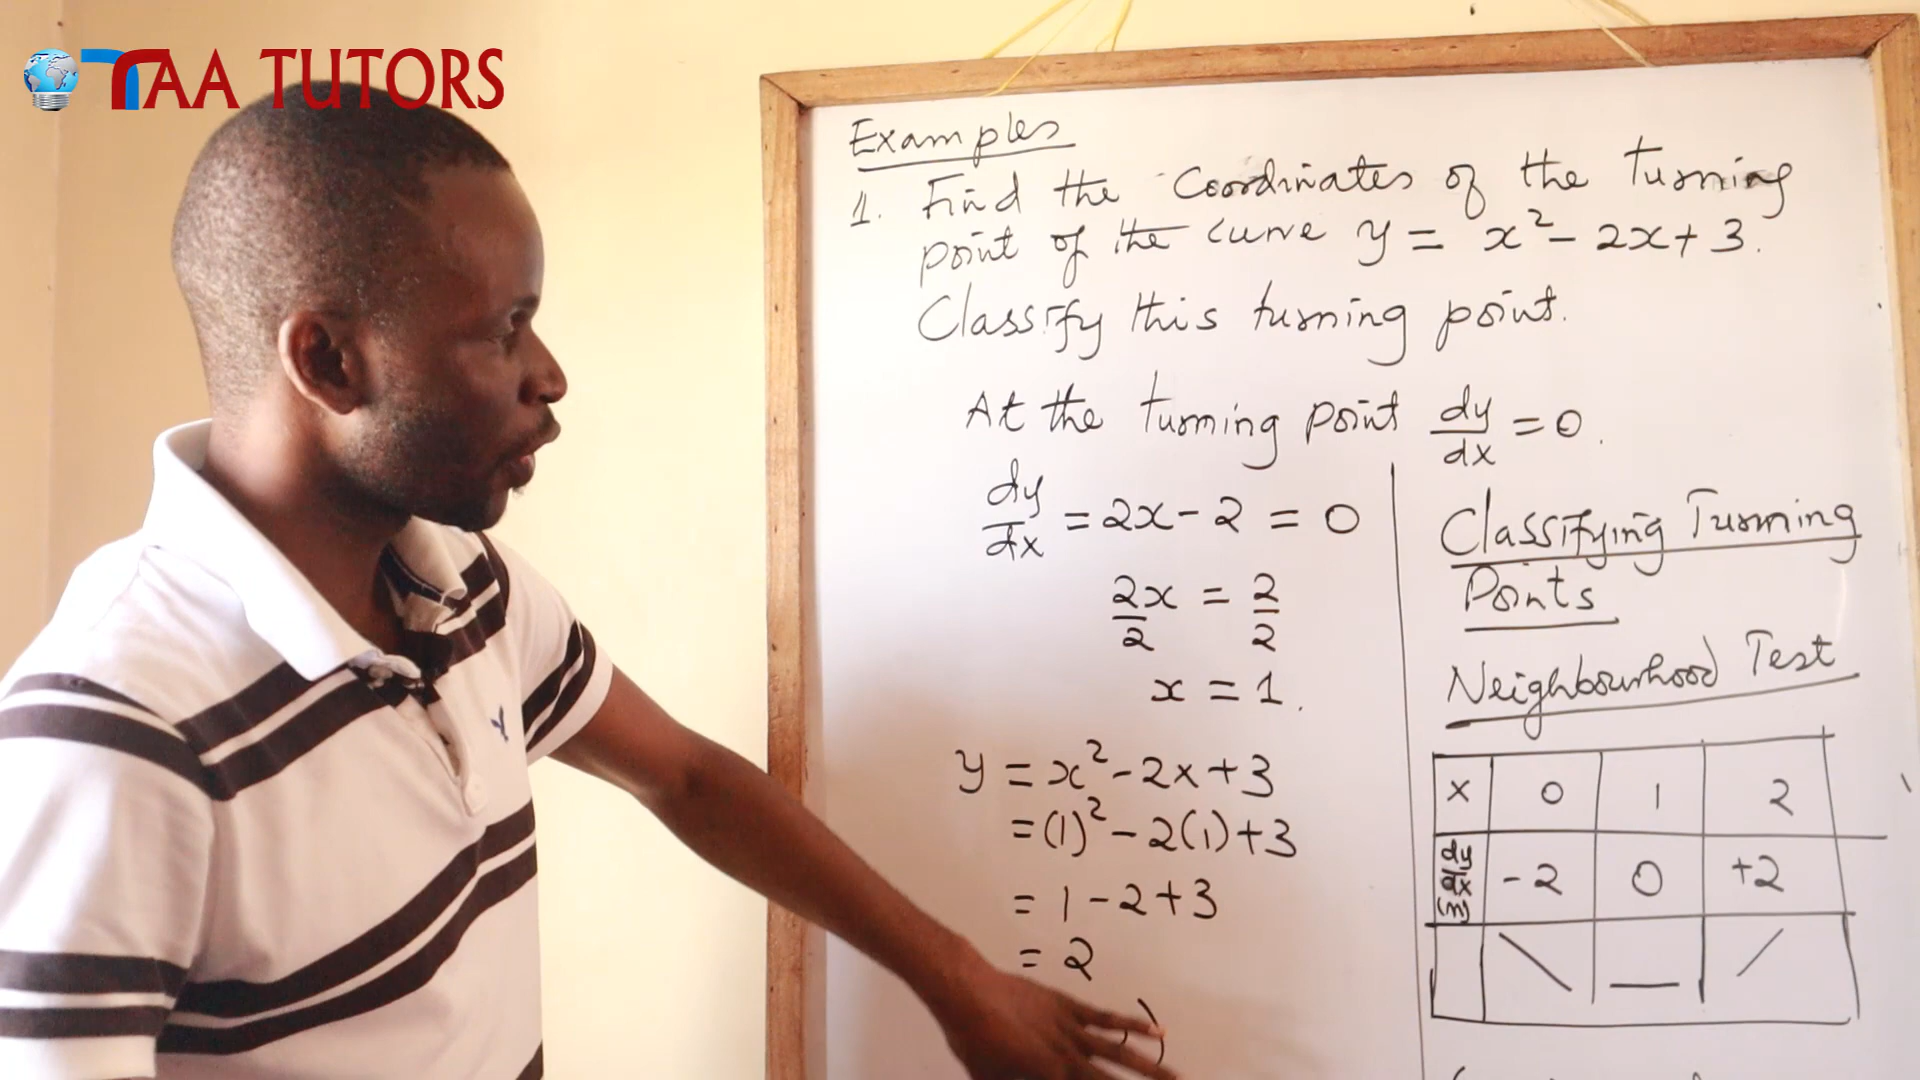 TAA TUTORS
Examples
1. Find the coordinates of the turning
point of the curve y = x² - 2x + 3.
Classify this turning point.
At the turning point dy/dx = 0.
dy/dx = 2x - 2 = 0
2x/2 = 2/2
x = 1.
y = x² - 2x + 3
= (1)² - 2(1) + 3
= 1 - 2 + 3
= 2
Classifying Turning
Points
Neighbourhood Test
x 0 1 2
dy/dx -2 0 +2
\ — /